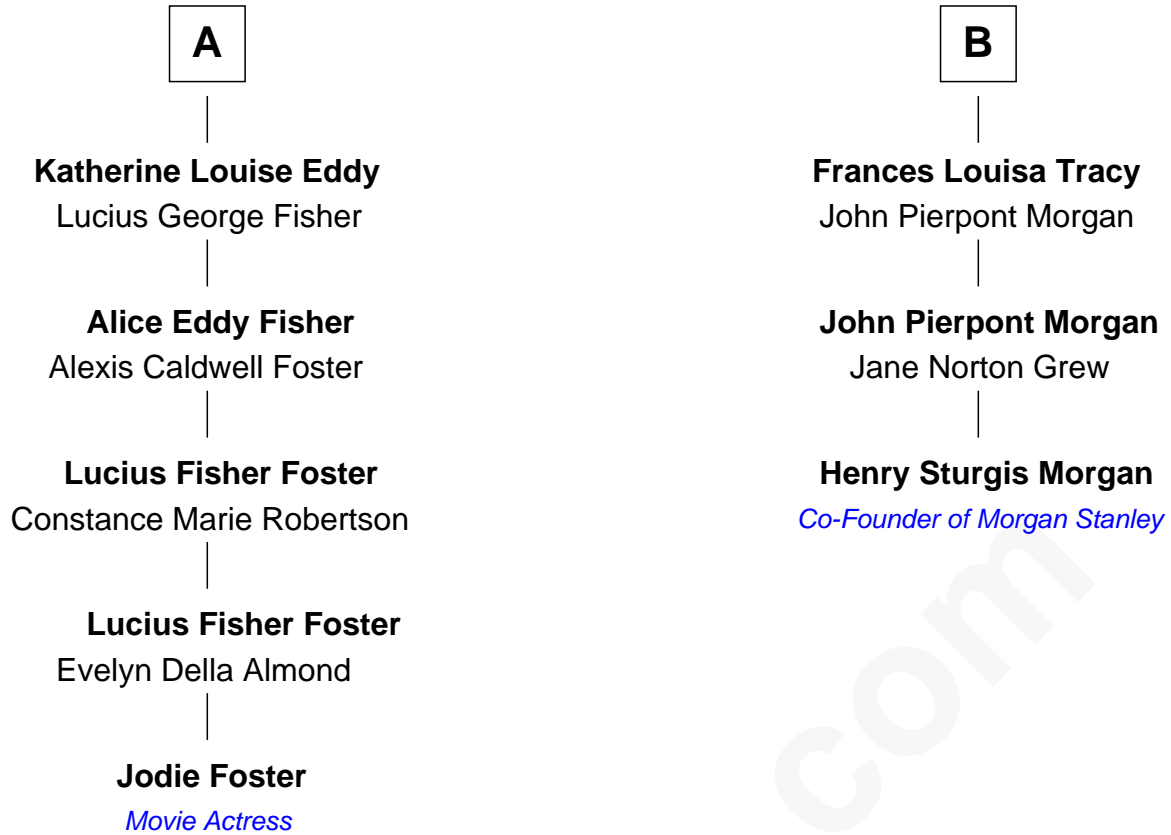 A
Katherine Louise Eddy
Lucius George Fisher
Alice Eddy Fisher
Alexis Caldwell Foster
Lucius Fisher Foster
Constance Marie Robertson
Lucius Fisher Foster
Evelyn Della Almond
Jodie Foster
Movie Actress
B
Frances Louisa Tracy
John Pierpont Morgan
John Pierpont Morgan
Jane Norton Grew
Henry Sturgis Morgan
Co-Founder of Morgan Stanley
com